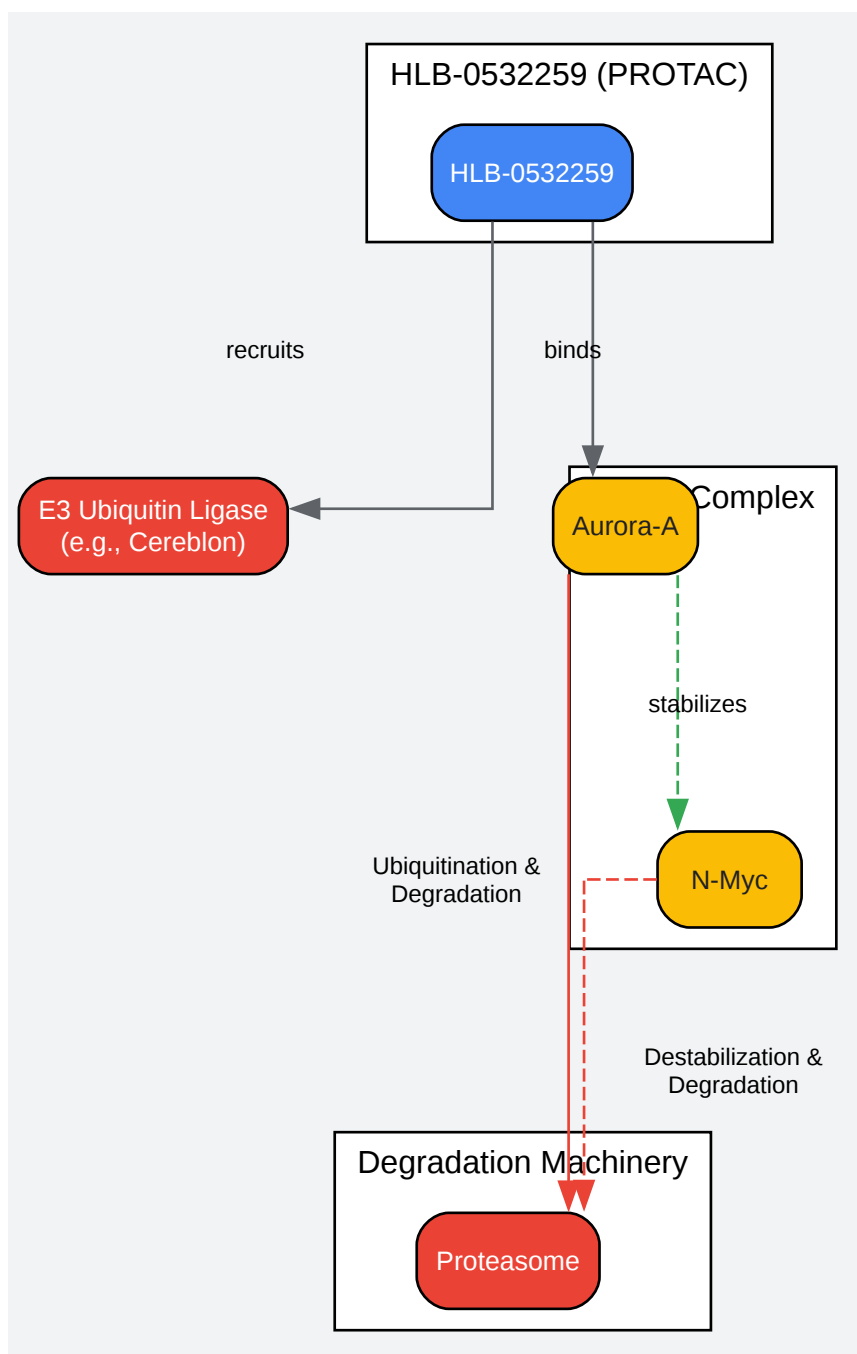 HLB-0532259 (PROTAC)
HLB-0532259
recruits
binds
E3 Ubiquitin Ligase
(e.g., Cereblon)
Complex
Aurora-A
stabilizes
N-Myc
Ubiquitination &
Degradation
Destabilization &
Degradation
Degradation Machinery
Proteasome